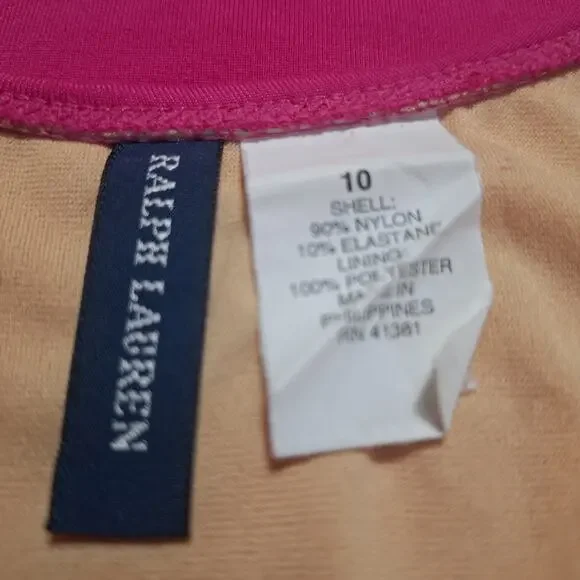 RALPH LAUREN
10
SHELL:
90% NYLON
10% ELASTANE
LINING:
100% POLYESTER
MADE IN
PHILIPPINES
RN 41381